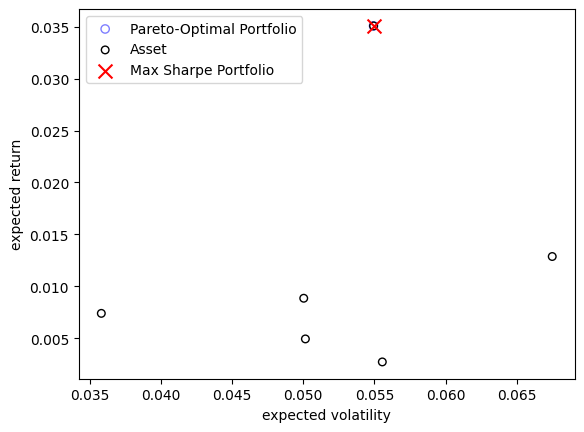 Pareto-Optimal Portfolio
Asset
Max Sharpe Portfolio
0.035
0.030
0.025
0.020
0.015
0.010
0.005
expected return
0.035 0.040 0.045 0.050 0.055 0.060 0.065
expected volatility